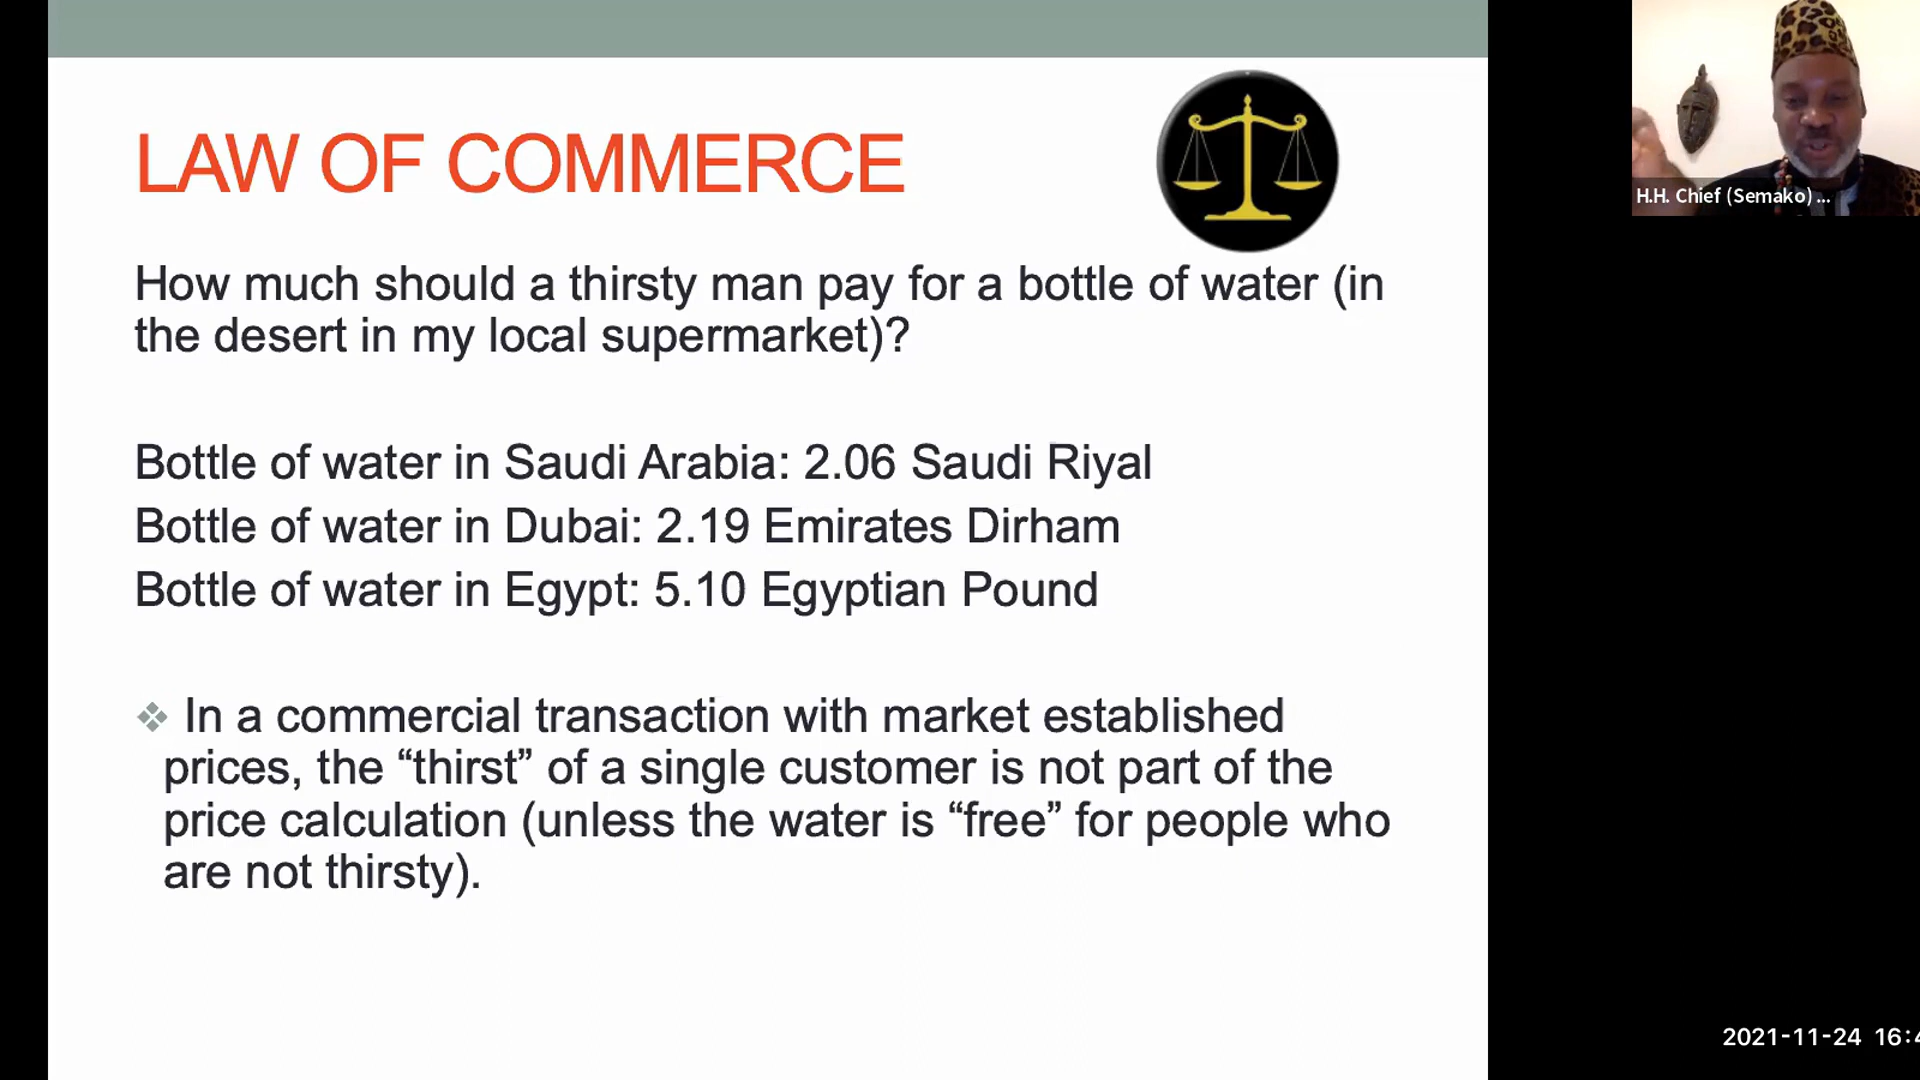 LAW OF COMMERCE
How much should a thirsty man pay for a bottle of water (in
the desert in my local supermarket)?
Bottle of water in Saudi Arabia: 2.06 Saudi Riyal
Bottle of water in Dubai: 2.19 Emirates Dirham
Bottle of water in Egypt: 5.10 Egyptian Pound
❖ In a commercial transaction with market established
prices, the “thirst” of a single customer is not part of the
price calculation (unless the water is “free” for people who
are not thirsty).
H.H. Chief (Semako) ...
2021-11-24 16:4